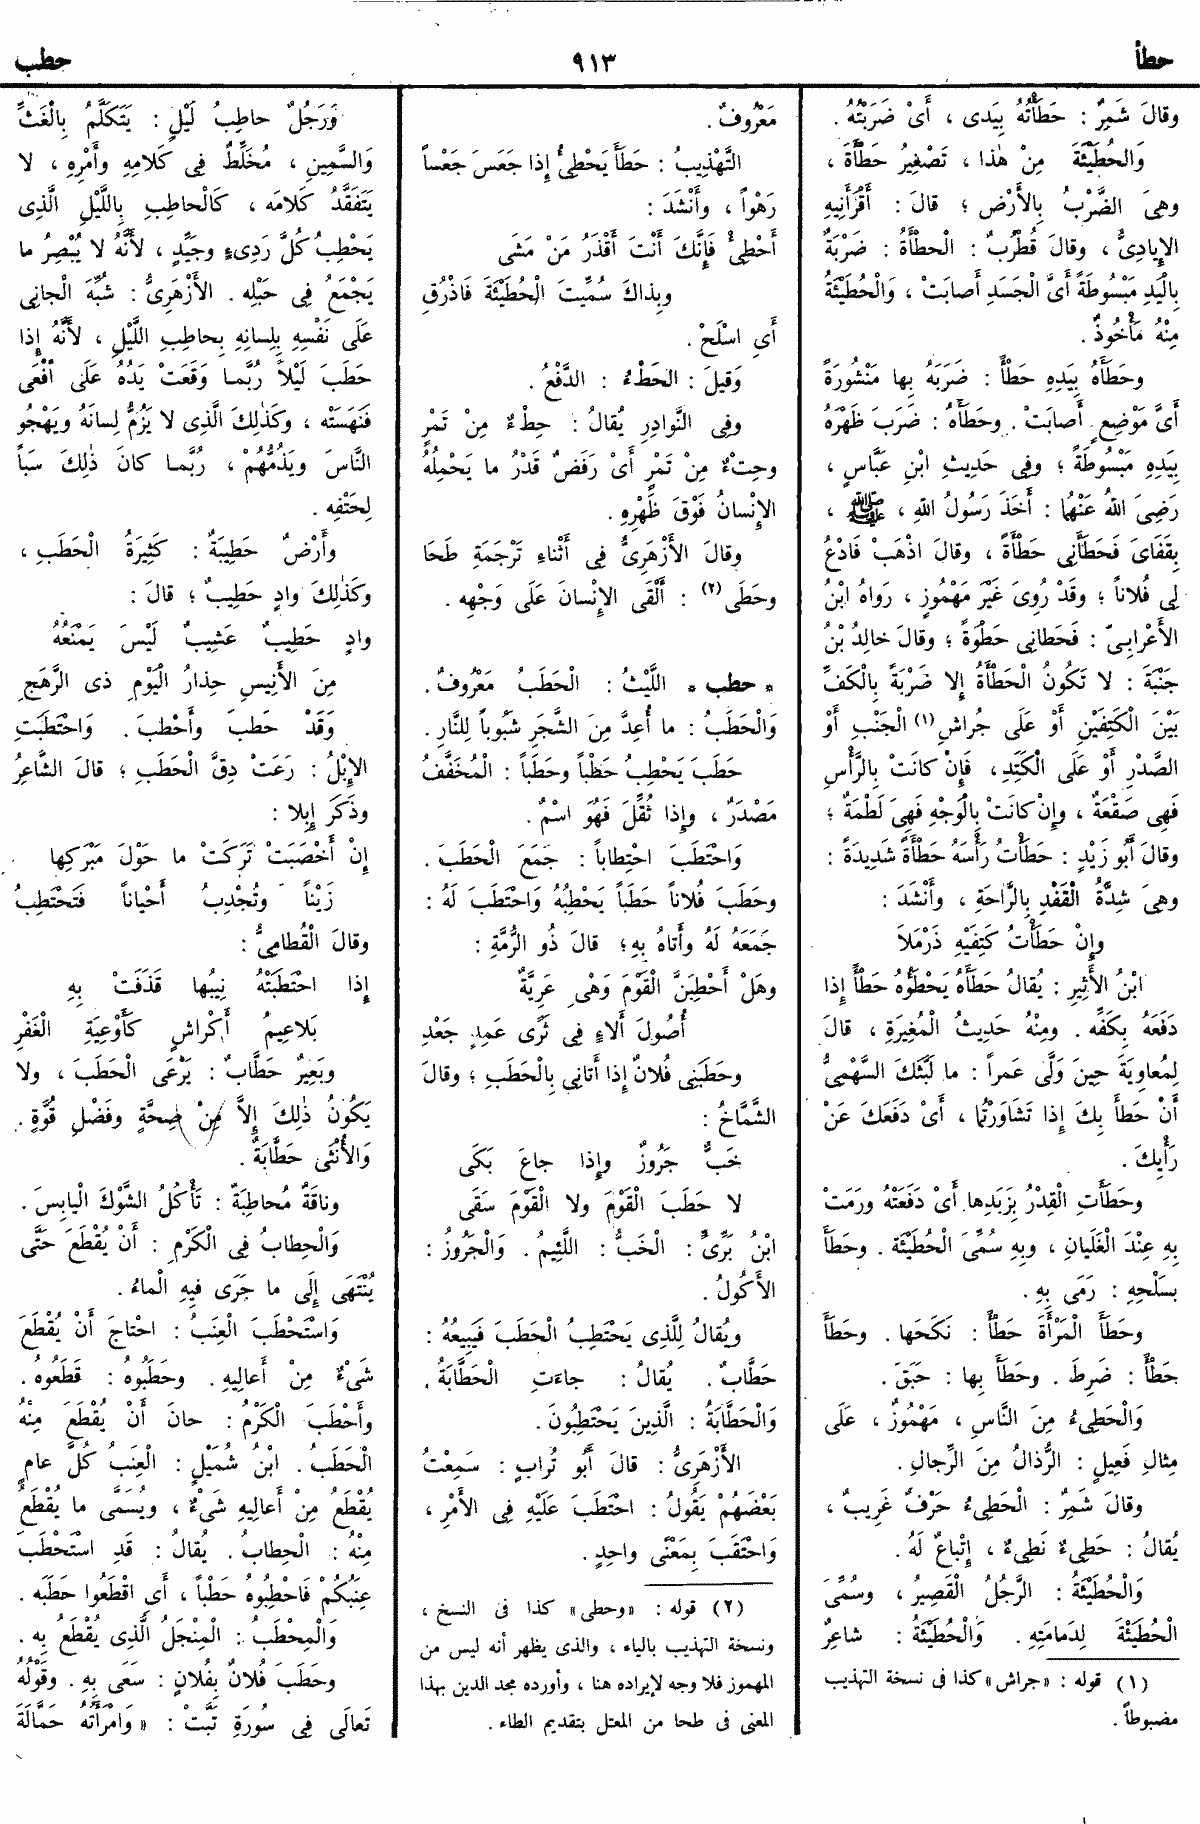 حطأ
٩١٣
حطب
وقالَ شَمِرٌ : حَطَأْتُهُ بِيَدِى ، أَىْ ضَرَبْتُهُ .
وَالْحُطَيْئَةُ مِنْ هٰذا ، تَصْغِيرُ حَطْأَةَ ،
وهِىَ الضَّرْبُ بِالأَرْضِ ؛ قالَ : أَقْرَأَنِيهِ
الإِيادِىُّ ، وقالَ قُطْرُبٌ : الْحَطْأَةُ : ضَرْبَةٌ
بِالْيَدِ مَبْسُوطَةً أَىَّ الْجَسَدِ أَصابَتْ ، وَالْحُطَيْئَةُ
مِنْهُ مَأْخُوذٌ .
وحَطَأَهُ بِيَدِهِ حَطْأً : ضَرَبَهُ بِها مَنْشُورَةً
أَىَّ مَوْضِعٍ أَصابَتْ . وحَطَأَهُ : ضَرَبَ ظَهْرَهُ
بِيَدِهِ مَبْسُوطَةً ؛ وفِى حَدِيثِ ابْنِ عَبَّاسٍ ،
رَضِىَ اللهُ عَنْهُما : أَخَذَ رَسُولُ اللهِ ، ﷺ ،
بِقَفَاىَ فَحَطَأَنِى حَطْأَةً ، وقالَ اذْهَبْ فَادْعُ
لِى فُلاناً ؛ وقَدْ رُوِىَ غَيْرَ مَهْمُوزٍ ، رَواهُ ابْنُ
الأَعْرابِىّ : فَحَطانِى حَطْوَةً ؛ وقالَ خالِدُ بْنُ
جَنْبَةَ : لا تَكُونُ الْحَطْأَةُ إِلا ضَرْبَةً بِالْكَفِّ
بَيْنَ الْكَتِفَيْنِ أَوْ عَلَى جُراشِ (١) الْجَنْبِ أَوْ
الصَّدْرِ أَوْ عَلَى الْكَتَدِ، فَإِنْ كانَتْ بِالرَّأْسِ
فَهِى صَقْعَةٌ ، وإِنْ كانَتْ بِالْوَجْهِ فَهِىَ لَطْمَةٌ ؛
وقالَ أَبُو زَيْدٍ : حَطَأْتُ رَأْسَهُ حَطْأَةً شَدِيدَةً :
وهِىَ شِدَّةُ الْقَفْدِ بِالرَّاحَةِ ، وأَنْشَدَ :
وإِنْ حَطَأْتُ كَتِفَيْهِ ذَرْمَلاَ
ابْنُ الأَثِيرِ : يُقالُ حَطَأَهُ يَحْطَؤُهُ حَطْأً إِذا
دَفَعَهُ بِكَفِّه . ومِنْهُ حَدِيثُ الْمُغِيرَةِ ، قالَ
لِمُعاوِيَةَ حِينَ وَلَّى عَمراً : ما لَبَّثَكَ السَّهْمِىُّ
أَنْ حَطَأَ بِكَ إِذا تَشَاوَرْتُما ، أَىْ دَفَعَكَ عَنْ
رَأْيِكَ .
وحَطَأَتِ الْقِدْرُ بِزَبَدِها أَىْ دَفَعَتْهُ ورَمَتْ
بِهِ عِنْدَ الْغَلَيانِ ، وبِهِ سُمِّىَ الْحُطَيْئَة . وحَطَأَ
بِسَلْحِهِ : رَمَى بِهِ .
وحَطَأَ الْمَرْأَةَ حَطْأً : نَكَحَها . وحَطَأَ
حَطْأً : ضَرِطَ . وحَطَأَ بِها : حَبَقَ .
وَالْحَطِىءُ مِنَ النَّاسِ ، مَهْمُوزٌ ، عَلَى
مِثالِ فَعِيلٍ : الرُّذالُ مِنَ الرِّجالِ .
وقالَ شَمِرٌ : الْحَطِىءُ حَرْفٌ غَرِيبٌ ،
يُقالُ : حَطِىءٌ نَطِىءٌ ، إِتْباعٌ لَهُ .
وَالْحُطَيْئَةُ : الرَّجُلُ الْقَصِيرُ ، وسُمِّىَ
الْحُطَيْئَةَ لِدَمامَتِهِ . وَالْحُطَيْئَةُ : شاعِرٌ
(١) قوله : «جراش» كذا فى نسخة التهذيب
مضبوطاً .
مَعْرُوفٌ .
التَّهْذِيبُ : حَطَأَ يَحْطِئُ إِذا جَعَسَ جَعْساً
رَهْواً ، وأَنْشَدَ :
أَحْطِئْ فَإِنَّكَ أَنْتَ أَقْذَرُ مَنْ مَشَى
وبِذاكَ سُمِّيتَ الْحُطَيْئَةَ فَاذْرُقِ
أَىِ اسْلَحْ .
وَقِيلَ : الحَطْءُ : الدَّفْعُ .
وفِى النَّوادِرِ يُقالُ : حِطْءٌ مِنْ تَمْرٍ
وحِتْءٌ مِنْ تَمْرٍ أَىْ رَفَضٌ قَدْرُ ما يَحْمِلُهُ
الإِنْسانُ فَوْقَ ظَهْرِهِ .
وقالَ الأَزْهَرِىُّ فِى أَثْناءِ تَرْجَمَةِ طَحَا
وحَطَى (٢) : أَلْقَى الإِنْسانَ عَلَى وَجْهِهِ .
* حطب * اللَّيْثُ : الْحَطَبُ مَعْرُوفٌ .
وَالْحَطَبُ : ما أُعِدَّ مِنَ الشَّجَرِ شَبُوباً لِلنَّارِ .
حَطَبَ يَحْطِبُ حَطْباً وحَطَباً : الْمُخَفَّفُ
مَصْدَرٌ ، وإِذا ثُقِّلَ فَهُوَ اسْمٌ .
وَاحْتَطَبَ احْتِطاباً : جَمَعَ الْحَطَبَ .
وحَطَبَ فُلاناً حَطَباً يَحْطِبُهُ وَاحْتَطَبَ لَهُ :
جَمَعَهُ لَهُ وأَتاهُ بِهِ؛ قالَ ذُو الرُّمَّةِ :
وهَلْ أَحْطِبَنَّ الْقَوْمَ وَهْىِ عَرِيَّةٌ
أُصُولَ أَلاءٍ فِى ثَرًى عَمِدٍ جَعْدِ
وحَطَبَنِى فُلانٌ إِذا أَتانِى بِالْحَطَبِ ؛ وقالَ
الشَّمَّاخُ :
خَبٌّ جَرُوزٌ وإِذا جاعَ بَكَى
لا حَطَبَ الْقَوْمَ ولا الْقَوْمَ سَقَى
ابْنُ بَرِّىٍّ : الْخَبُّ : اللَّئِيمُ . وَالْجَرُوزُ :
الأَكُولُ .
ويُقالُ لِلَّذِى يَحْتَطِبُ الْحَطَبَ فَيَبِيعُهُ :
حَطَّابٌ . يُقالُ : جاءَتِ الْحَطَّابَةُ .
وَالْحَطَّابَةُ : الَّذِينَ يَحْتَطِبُونَ .
الأَزْهَرِىُّ : قالَ أَبُو تُرابٍ : سَمِعْتُ
بَعْضَهُمْ يَقُولُ : احْتَطَبَ عَلَيْهِ فِى الأَمْرِ ،
وَاحْتَقَبَ بِمَعْنًى واحِدٍ .
(٢) قوله : «وحطى» كذا فى النسخ ،
ونسخة التهذيب بالياء ، والذى يظهر أنه ليس من
المهموز فلا وجه لإيراده هنا ، وأورده مجد الدين بهذا
المعنى فى طحا من المعتل بتقديم الطاء .
وَرَجُلٌ حاطِبُ لَيْلٍ : يَتَكَلَّمُ بِالْغَثِّ
وَالسَّمِينِ ، مُخَلِّطٌ فِى كَلامِهِ وأَمْرِهِ ، لا
يَتَفَقَّدُ كَلامَه ، كَالْحاطِبِ بِاللَّيْلِ الَّذِى
يَحْطِبُ كُلَّ رَدِىءٍ وجَيِّدٍ ، لأَنَّهُ لا يُبْصِرُ ما
يَجْمَعُ فِى حَبْلِه . الأَزْهَرِىُّ : شُبِّهَ الْجانِى
عَلَى نَفْسِهِ بِلِسانِهِ بِحاطِبِ اللَّيْلِ ، لأَنَّهُ إِذا
حَطَبَ لَيْلاً رُبَّما وَقَعَتْ يَدُهُ عَلَى أَفْعَى
فَنَهَسَتْه ، وكَذٰلِكَ الَّذِى لا يَزُمُّ لِسانَهُ ويَهْجُو
النَّاسَ ويَذُمُّهُمْ ، رُبَّما كانَ ذٰلِكَ سَبَباً
لِحَتْفِه .
وأَرْضٌ حَطِيبَةٌ : كَثِيرَةُ الْحَطَبِ ،
وكَذٰلِكَ وادٍ حَطِيبٌ ؛ قالَ :
وادٍ حَطِيبٌ عَشِيبٌ لَيْسَ يَمْنَعُهُ
مِنَ الأَنِيسِ حِذارُ الْيَوْمِ ذى الرَّهَجِ
وَقَدْ حَطَبَ وأَحْطَبَ . وَاحْتَطَبَتِ
الإِبِلُ : رَعَتْ دِقَّ الْحَطَبِ ؛ قالَ الشَّاعِرُ
وذَكَرَ إِبِلا :
إِنْ أَخْصَبَتْ تَرَكَتْ ما حَوْلَ مَبْرَكِها
زَيْناً وتُجْدِبُ أَحْياناً فَتَحْتَطِبُ
وقالَ الْقُطامِىُّ :
إِذا احْتَطَبَتْهُ نِيبُها قَذَفَتْ بِهِ
بَلاعِيمُ أَكْراشٍ كَأَوْعِيَةِ الْغَفْرِ
وبَعِيرٌ حَطَّابٌ : يَرْعَى الْحَطَبَ ، ولا
يَكُونُ ذٰلِكَ إِلاَّ مِنْ صِحَّةٍ وفَضْلِ قُوَّةٍ .
وَالأُنْثَى حَطَّابَةٌ .
وناقَةٌ مُحاطِبَةٌ : تَأْكُلُ الشَّوْكَ الْيابِسَ .
وَالْحِطابُ فِى الْكَرْمِ : أَنْ يُقْطَعَ حَتَّى
يُنْتَهَى إِلَى ما جَرَى فِيهِ الْماءُ .
وَاسْتَحْطَبَ الْعِنَبُ : احْتاجَ أَنْ يُقْطَعَ
شَىْءٌ مِنْ أَعالِيهِ . وحَطَبُوهُ : قَطَعُوهُ .
وأَحْطَبَ الْكَرْمُ : حانَ أَنْ يُقْطَعَ مِنْهُ
الْحَطَبُ . ابْنُ شُمَيْلٍ : الْعِنَبُ كُلَّ عامٍ
يُقْطَعُ مِنْ أَعالِيهِ شَىْءٌ ، ويُسَمَّى ما يُقْطَعُ
مِنْهُ : الْحِطابُ . يُقالُ : قَدِ اسْتَحْطَبَ
عِنَبُكُمْ فَاحْطِبُوهُ حَطْباً ، أَىِ اقْطَعُوا حَطَبَه .
وَالْمِحْطَبُ : الْمِنْجَلُ الَّذِى يُقْطَعُ بِهِ .
وحَطَبَ فُلانٌ بِفُلانٍ : سَعَى بِهِ . وقَوْلُهُ
تَعالَى فِى سُورَةِ تَبَّتْ : « وَامْرَأَتُهُ حَمَّالَةَ